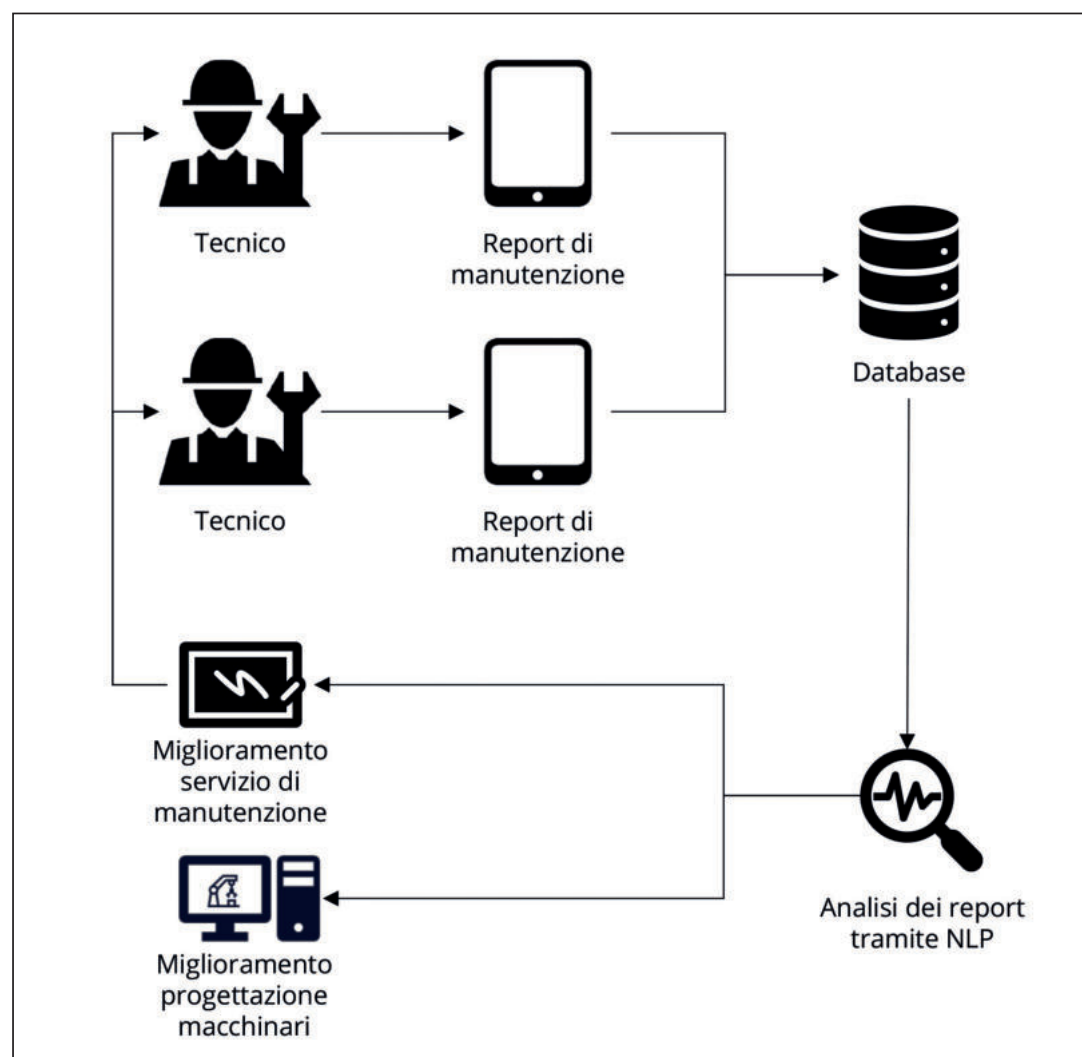 Tecnico
Report di
manutenzione
Database
Tecnico
Report di
manutenzione
Miglioramento
servizio di
manutenzione
Analisi dei report
tramite NLP
Miglioramento
progettazione
macchinari